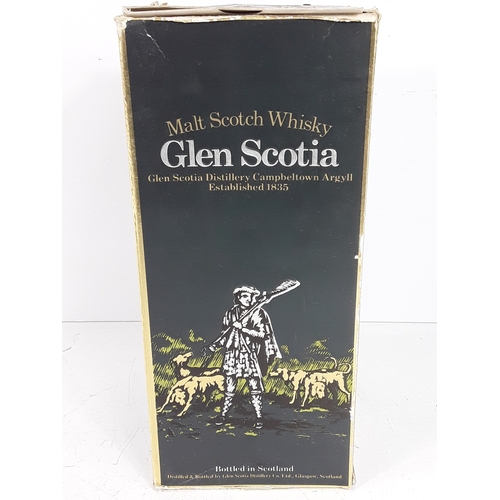 Malt Scotch Whisky
Glen Scotia
Glen Scotia Distillery Campbeltown Argyll
Established 1835
Bottled in Scotland
Distilled & Bottled by Glen Scotia Distillery Co. Ltd., Glasgow, Scotland